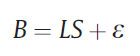 B = LS + ε